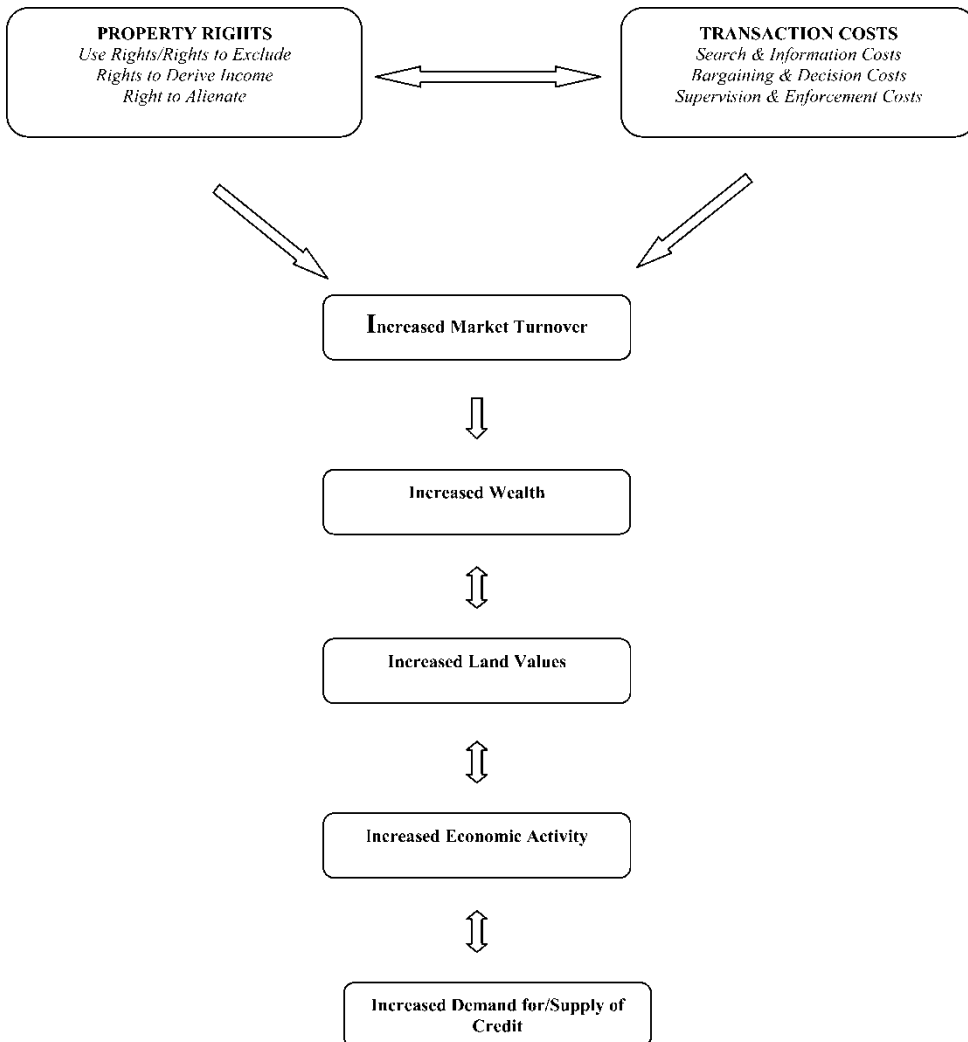 PROPERTY RIGHTS
Use Rights/Rights to Exclude
Rights to Derive Income
Right to Alienate
TRANSACTION COSTS
Search & Information Costs
Bargaining & Decision Costs
Supervision & Enforcement Costs
Increased Market Turnover
Increased Wealth
Increased Land Values
Increased Economic Activity
Increased Demand for/Supply of
Credit